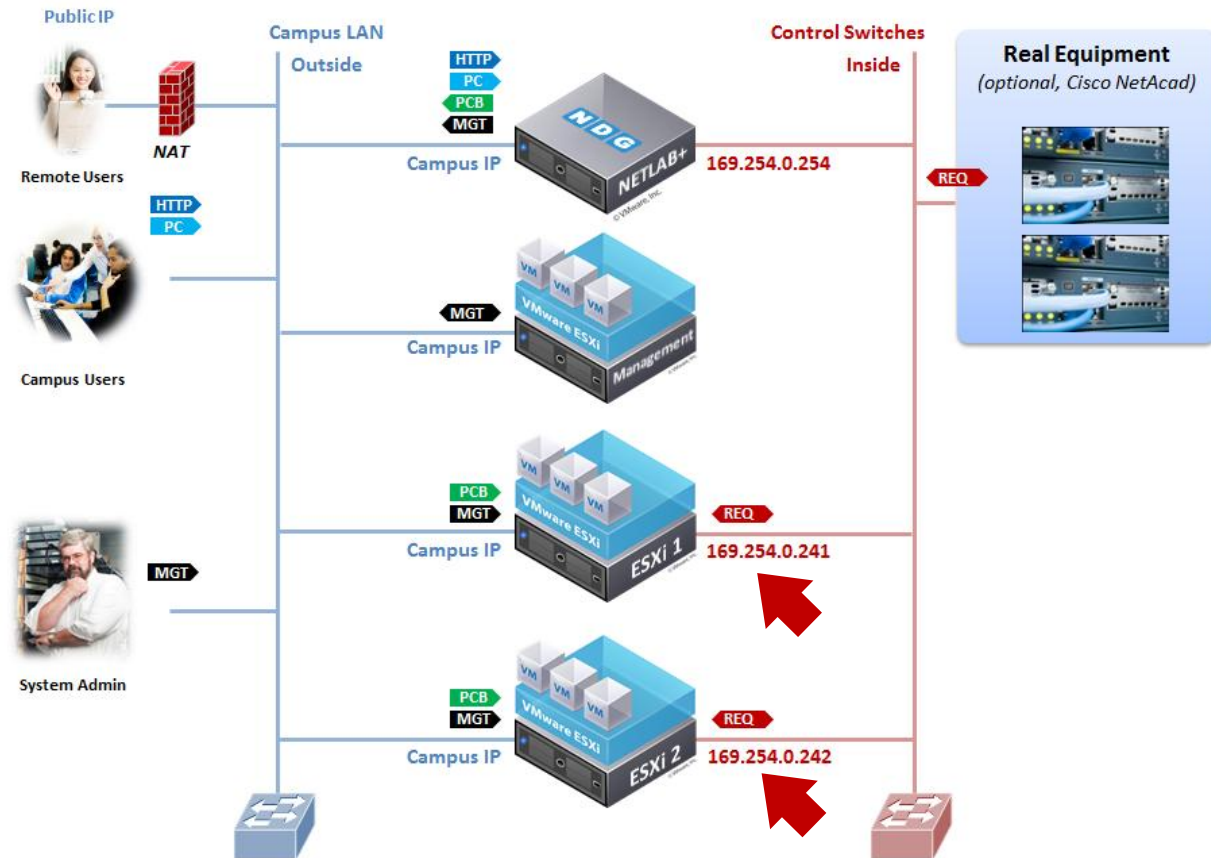 Public IP
Campus LAN
Outside
Control Switches
Inside
Real Equipment
(optional, Cisco NetAcad)
HTTP
PC
PCB
MGT
NDG
NETLAB+
© VMware, Inc.
NAT
Campus IP
169.254.0.254
REQ
Remote Users
HTTP
PC
VM
VM
VM
VMware ESXi
Management
MGT
Campus IP
Campus Users
VM
VM
VM
VMware ESXi
ESXi 1
PCB
MGT
REQ
Campus IP
169.254.0.241
MGT
System Admin
VM
VM
VM
VMware ESXi
ESXi 2
PCB
MGT
REQ
Campus IP
169.254.0.242